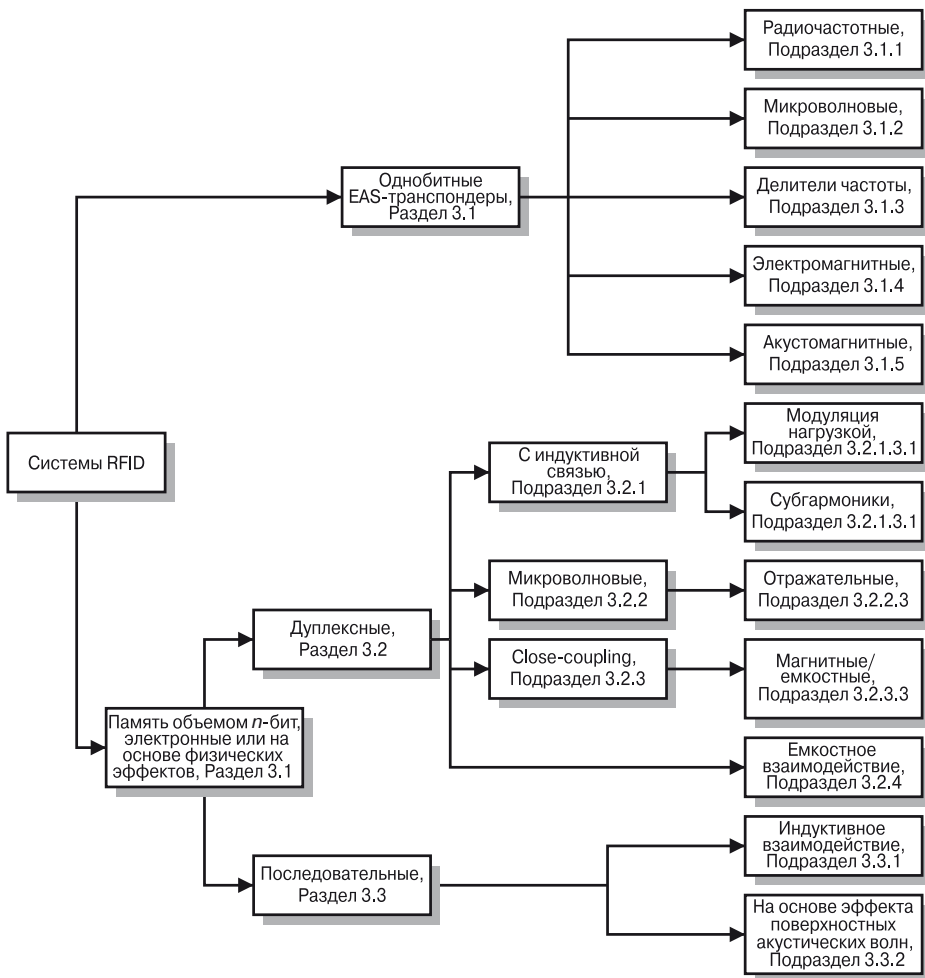 Радиочастотные,
Подраздел 3.1.1
Микроволновые,
Подраздел 3.1.2
Однобитные
EAS-транспондеры,
Раздел 3.1
Делители частоты,
Подраздел 3.1.3
Электромагнитные,
Подраздел 3.1.4
Акустомагнитные,
Подраздел 3.1.5
Системы RFID
Модуляция
нагрузкой,
Подраздел 3.2.1.3.1
С индуктивной
связью,
Подраздел 3.2.1
Субгармоники,
Подраздел 3.2.1.3.1
Микроволновые,
Подраздел 3.2.2
Отражательные,
Подраздел 3.2.2.3
Дуплексные,
Раздел 3.2
Close-coupling,
Подраздел 3.2.3
Магнитные/
емкостные,
Подраздел 3.2.3.3
Память объемом n-бит,
электронные или на
основе физических
эффектов, Раздел 3.1
Емкостное
взаимодействие,
Подраздел 3.2.4
Индуктивное
взаимодействие,
Подраздел 3.3.1
Последовательные,
Раздел 3.3
На основе эффекта
поверхностных
акустических волн,
Подраздел 3.3.2